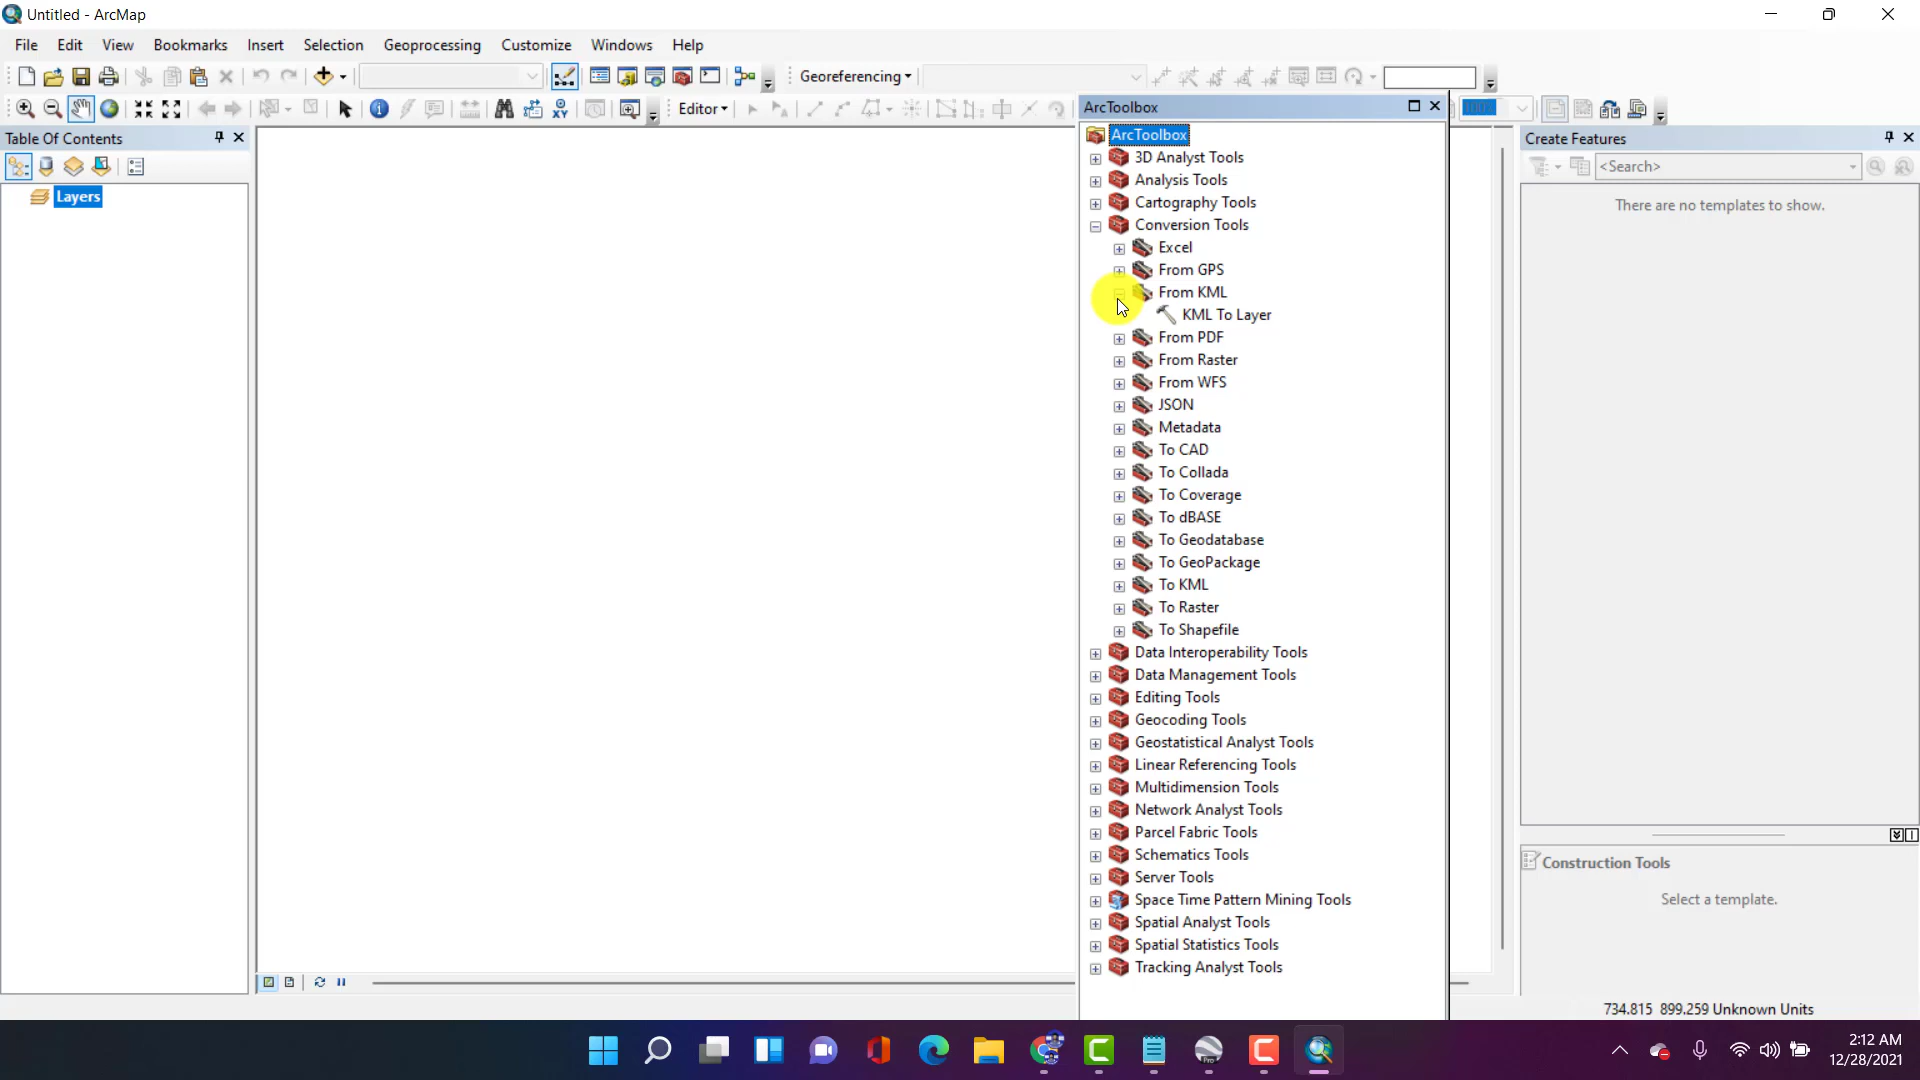 Untitled - ArcMap
File Edit View Bookmarks Insert Selection Geoprocessing Customize Windows Help
Georeferencing
Editor
ArcToolbox
Table Of Contents
Layers
ArcToolbox
3D Analyst Tools
Analysis Tools
Cartography Tools
Conversion Tools
Excel
From GPS
From KML
KML To Layer
From PDF
From Raster
From WFS
JSON
Metadata
To CAD
To Collada
To Coverage
To dBASE
To Geodatabase
To GeoPackage
To KML
To Raster
To Shapefile
Data Interoperability Tools
Data Management Tools
Editing Tools
Geocoding Tools
Geostatistical Analyst Tools
Linear Referencing Tools
Multidimension Tools
Network Analyst Tools
Parcel Fabric Tools
Schematics Tools
Server Tools
Space Time Pattern Mining Tools
Spatial Analyst Tools
Spatial Statistics Tools
Tracking Analyst Tools
Create Features
<Search>
There are no templates to show.
Construction Tools
Select a template.
734.815 899.259 Unknown Units
2:12 AM
12/28/2021